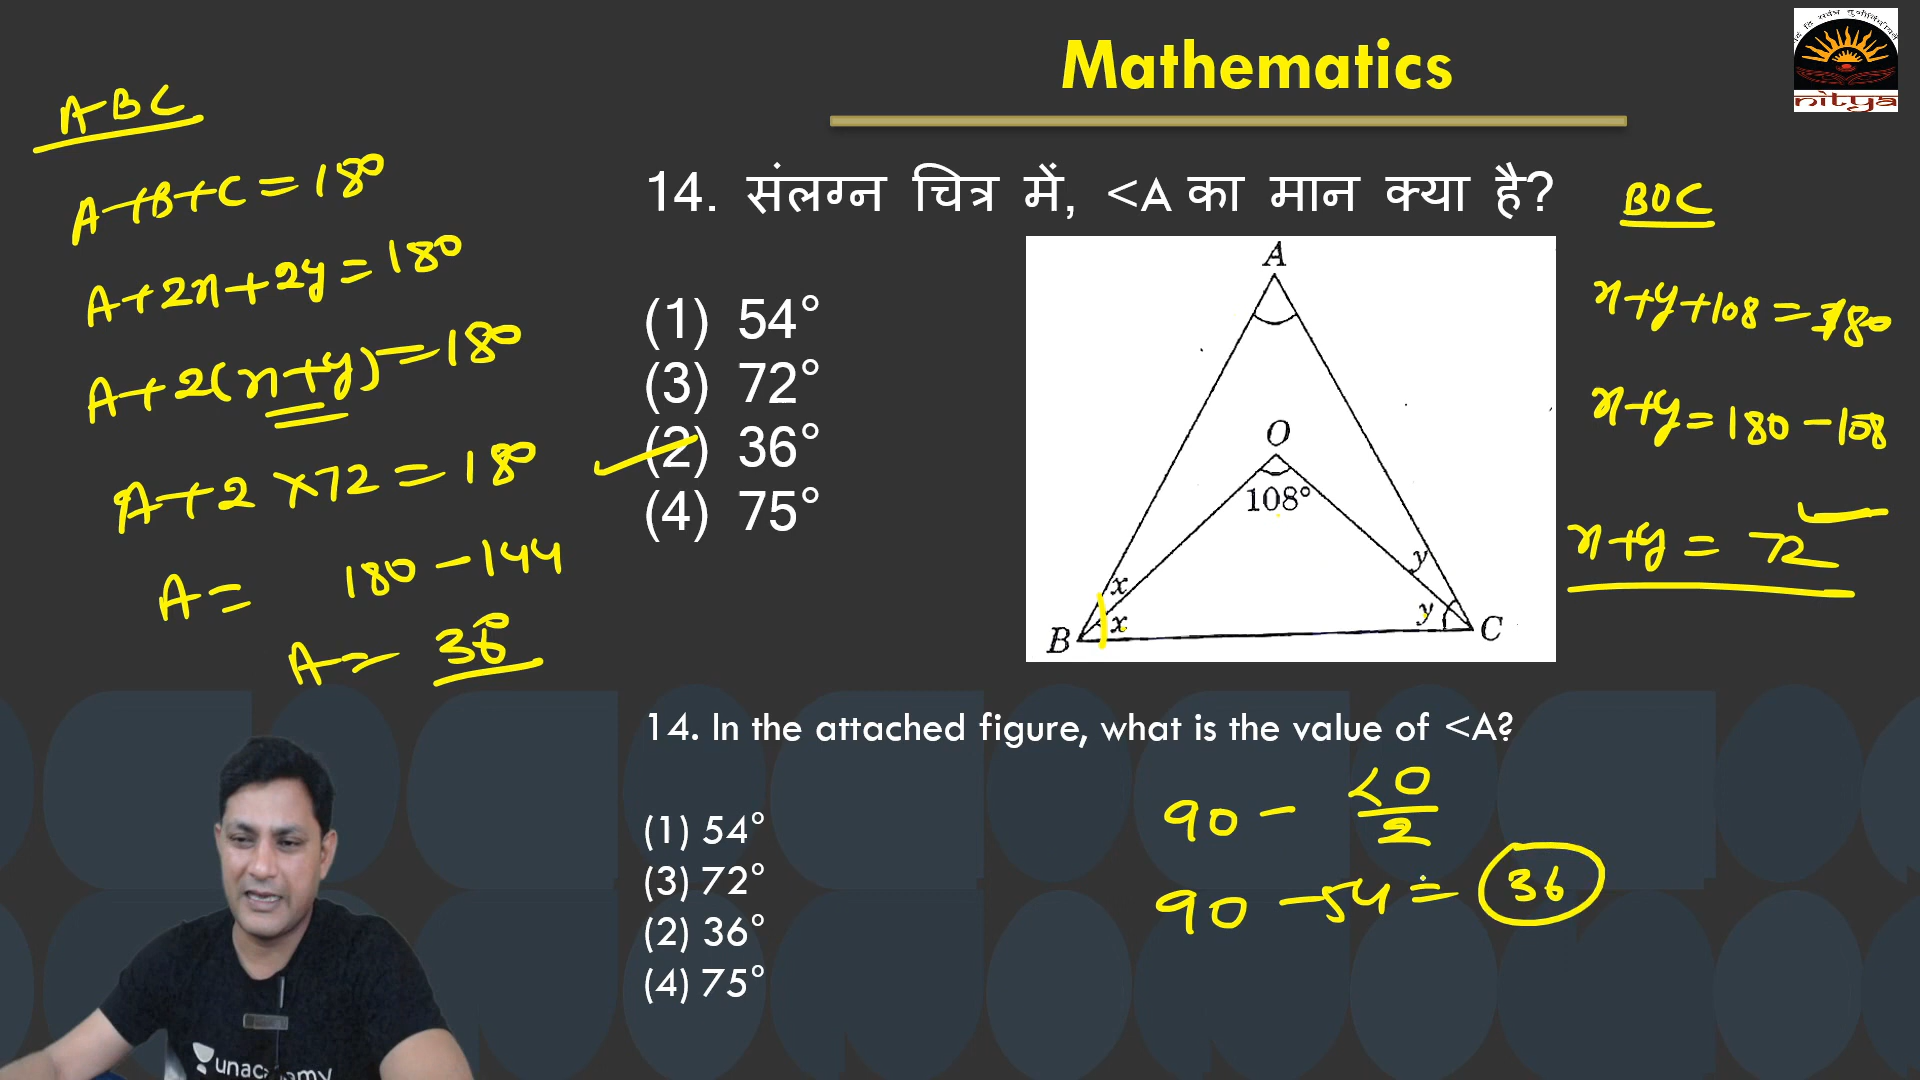 Mathematics
nitya
ABC
A+B+C=180
A+2x+2y=180
A+2(x+y)=180
A+2×72=180
A= 180-144
A= 36°
14. संलग्न चित्र में, <A का मान क्या है?
(1) 54°
(3) 72°
(2) 36°
(4) 75°
A
O
108°
x
x
y
y
B
C
BOC
x+y+108=180
x+y=180-108
x+y=72
14. In the attached figure, what is the value of <A?
(1) 54°
(3) 72°
(2) 36°
(4) 75°
90 - <O/2
90 - 54 = 36